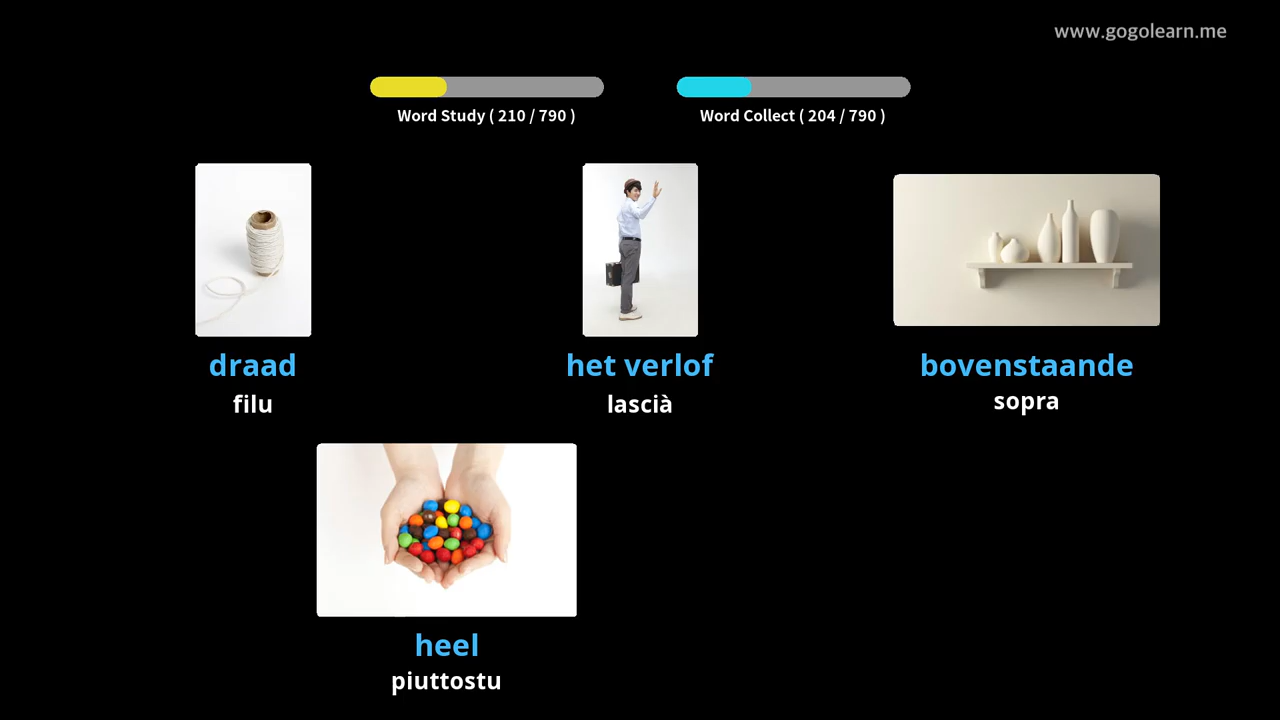 www.gogolearn.me
Word Study ( 210 / 790 )
Word Collect ( 204 / 790 )
draad
filu
het verlof
lascià
bovenstaande
sopra
heel
piuttostu